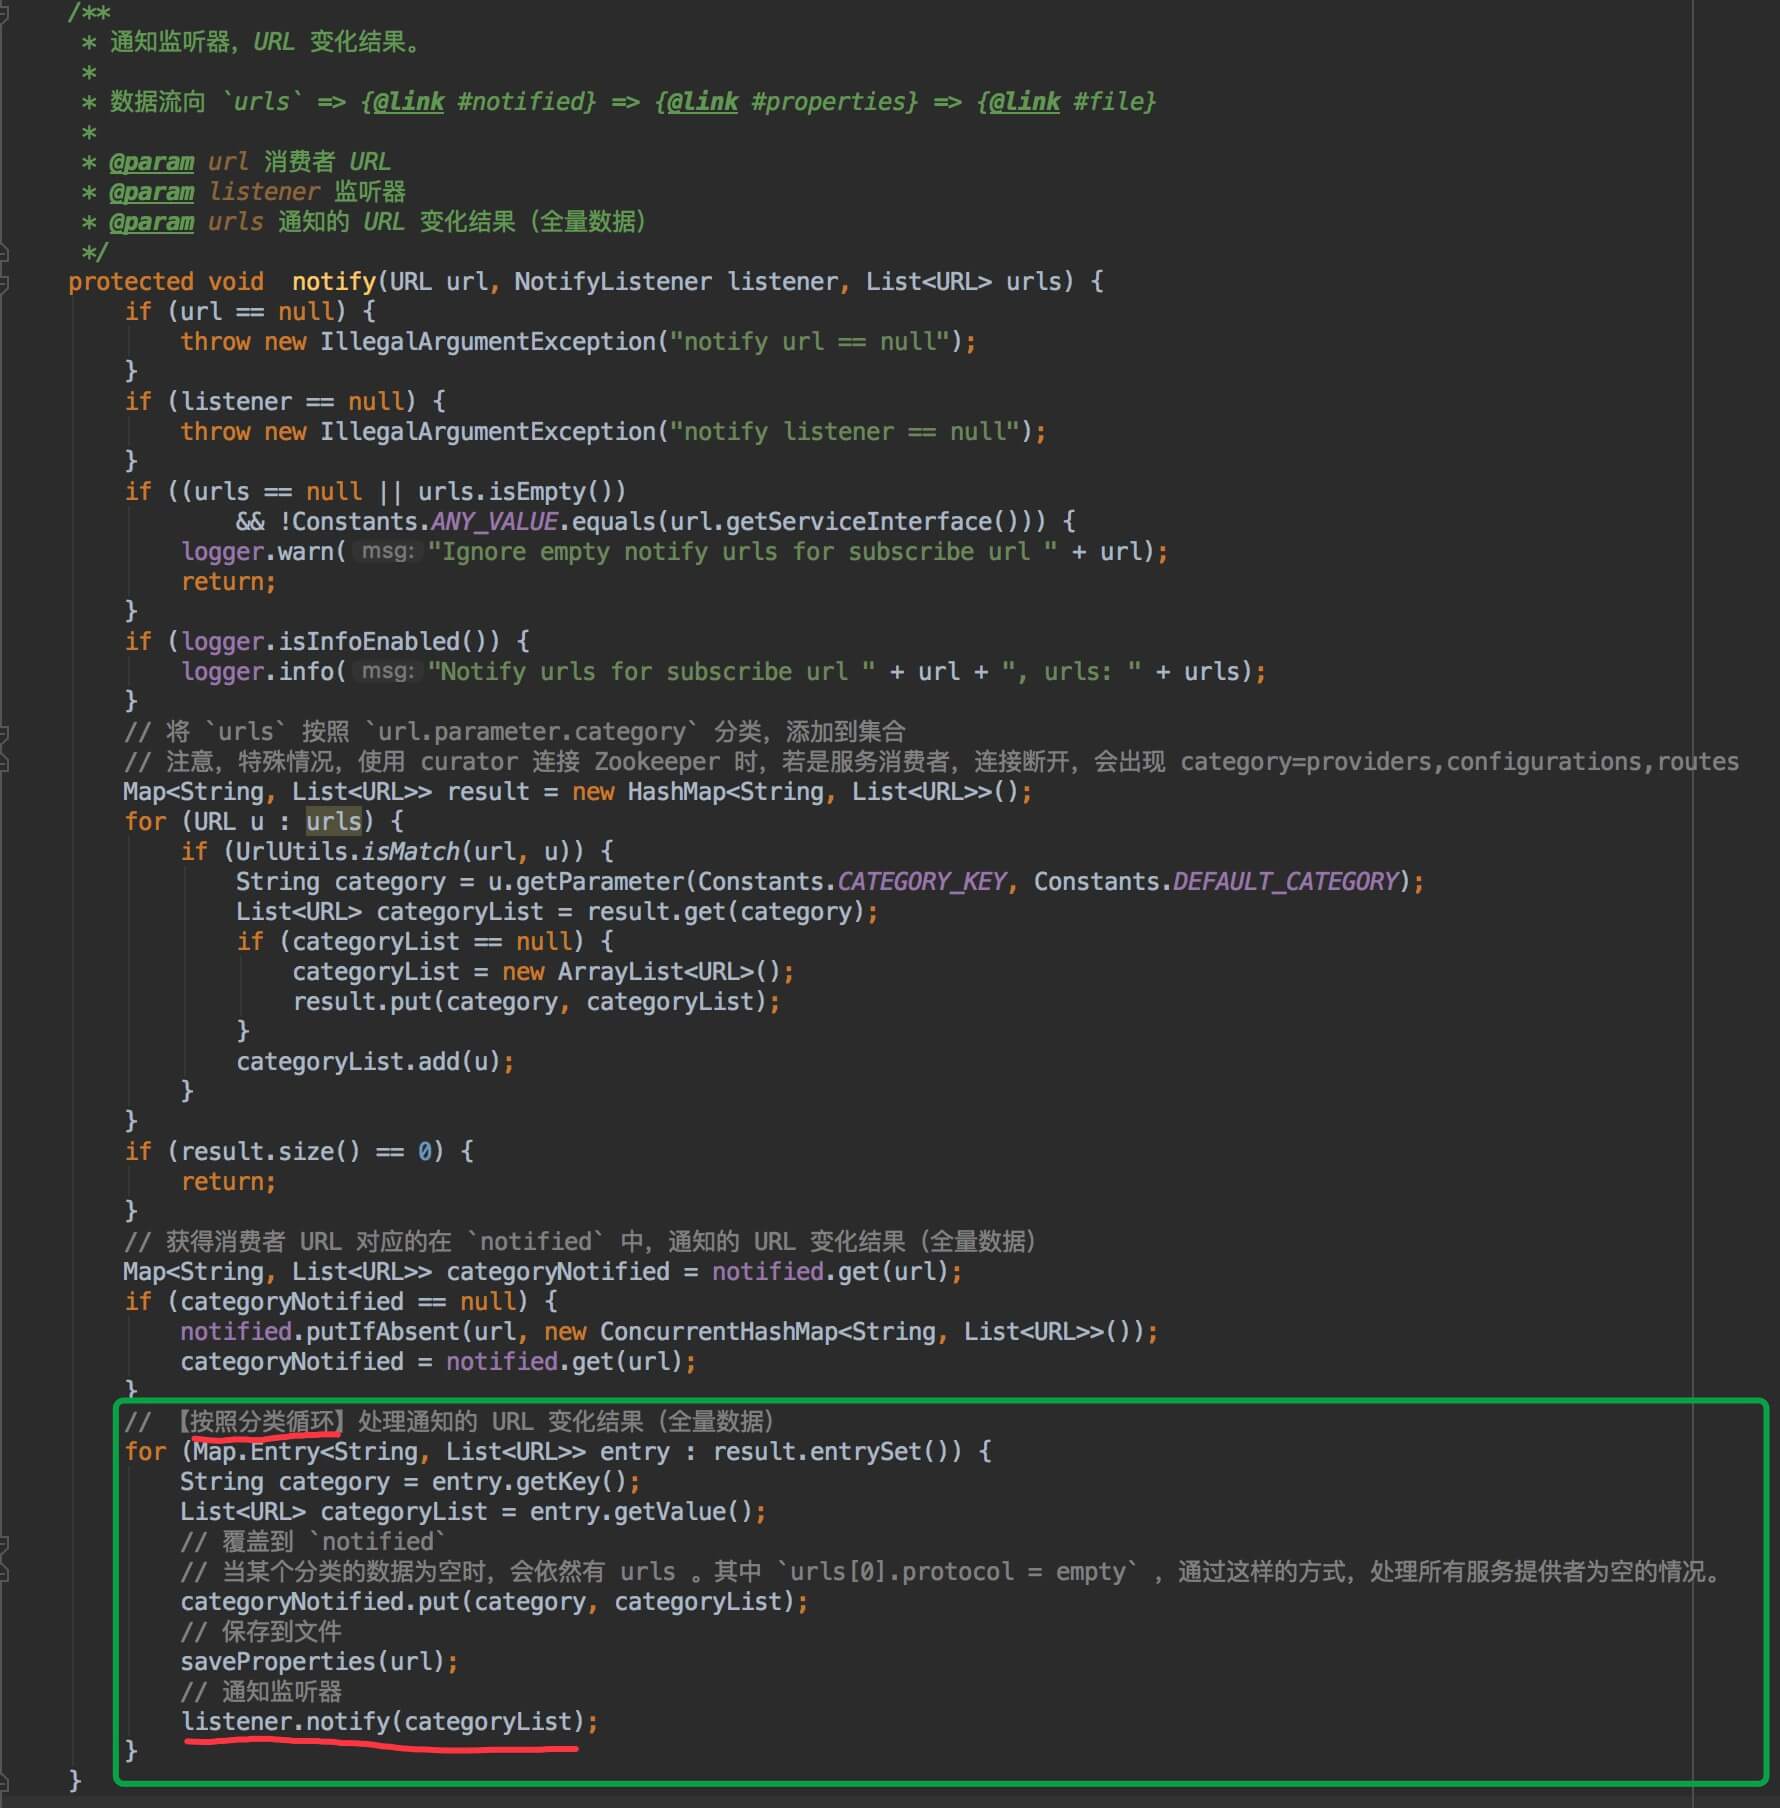 /**
 * 通知监听器，URL 变化结果。
 *
 * 数据流向 `urls` => {@link #notified} => {@link #properties} => {@link #file}
 *
 * @param url 消费者 URL
 * @param listener 监听器
 * @param urls 通知的 URL 变化结果（全量数据）
 */
protected void  notify(URL url, NotifyListener listener, List<URL> urls) {
    if (url == null) {
        throw new IllegalArgumentException("notify url == null");
    }
    if (listener == null) {
        throw new IllegalArgumentException("notify listener == null");
    }
    if ((urls == null || urls.isEmpty())
            && !Constants.ANY_VALUE.equals(url.getServiceInterface())) {
        logger.warn( msg: "Ignore empty notify urls for subscribe url " + url);
        return;
    }
    if (logger.isInfoEnabled()) {
        logger.info( msg: "Notify urls for subscribe url " + url + ", urls: " + urls);
    }
    // 将 `urls` 按照 `url.parameter.category` 分类，添加到集合
    // 注意，特殊情况，使用 curator 连接 Zookeeper 时，若是服务消费者，连接断开，会出现 category=providers,configurations,routes
    Map<String, List<URL>> result = new HashMap<String, List<URL>>();
    for (URL u : urls) {
        if (UrlUtils.isMatch(url, u)) {
            String category = u.getParameter(Constants.CATEGORY_KEY, Constants.DEFAULT_CATEGORY);
            List<URL> categoryList = result.get(category);
            if (categoryList == null) {
                categoryList = new ArrayList<URL>();
                result.put(category, categoryList);
            }
            categoryList.add(u);
        }
    }
    if (result.size() == 0) {
        return;
    }
    // 获得消费者 URL 对应的在 `notified` 中，通知的 URL 变化结果（全量数据）
    Map<String, List<URL>> categoryNotified = notified.get(url);
    if (categoryNotified == null) {
        notified.putIfAbsent(url, new ConcurrentHashMap<String, List<URL>>());
        categoryNotified = notified.get(url);
    }
    // 【按照分类循环】处理通知的 URL 变化结果（全量数据）
    for (Map.Entry<String, List<URL>> entry : result.entrySet()) {
        String category = entry.getKey();
        List<URL> categoryList = entry.getValue();
        // 覆盖到 `notified`
        // 当某个分类的数据为空时，会依然有 urls 。其中 `urls[0].protocol = empty` ，通过这样的方式，处理所有服务提供者为空的情况。
        categoryNotified.put(category, categoryList);
        // 保存到文件
        saveProperties(url);
        // 通知监听器
        listener.notify(categoryList);
    }
}